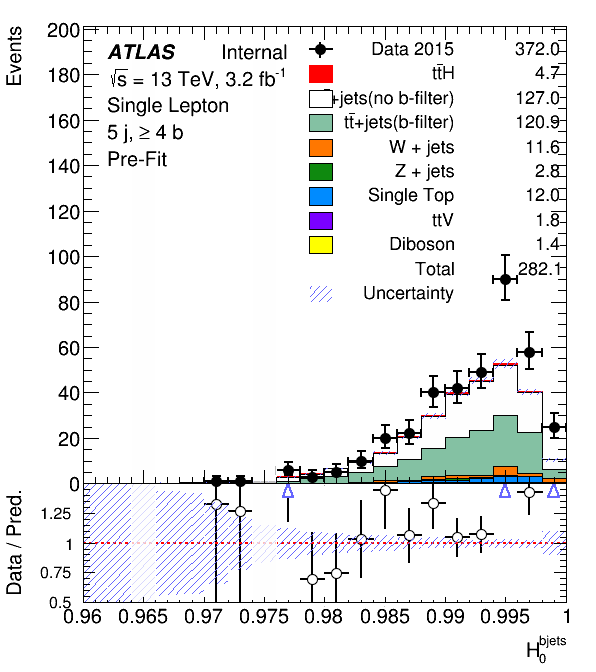 Events
200
180
160
140
120
100
80
60
40
20
0
ATLAS Internal
√s = 13 TeV, 3.2 fb⁻¹
Single Lepton
5 j, ≥ 4 b
Pre-Fit
Data 2015 372.0
tt̄H 4.7
+jets(no b-filter) 127.0
tt̄+jets(b-filter) 120.9
W + jets 11.6
Z + jets 2.8
Single Top 12.0
ttV 1.8
Diboson 1.4
Total 282.1
Uncertainty
Data / Pred.
1.25
1
0.75
0.5
0.96 0.965 0.97 0.975 0.98 0.985 0.99 0.995 1
H₀^bjets